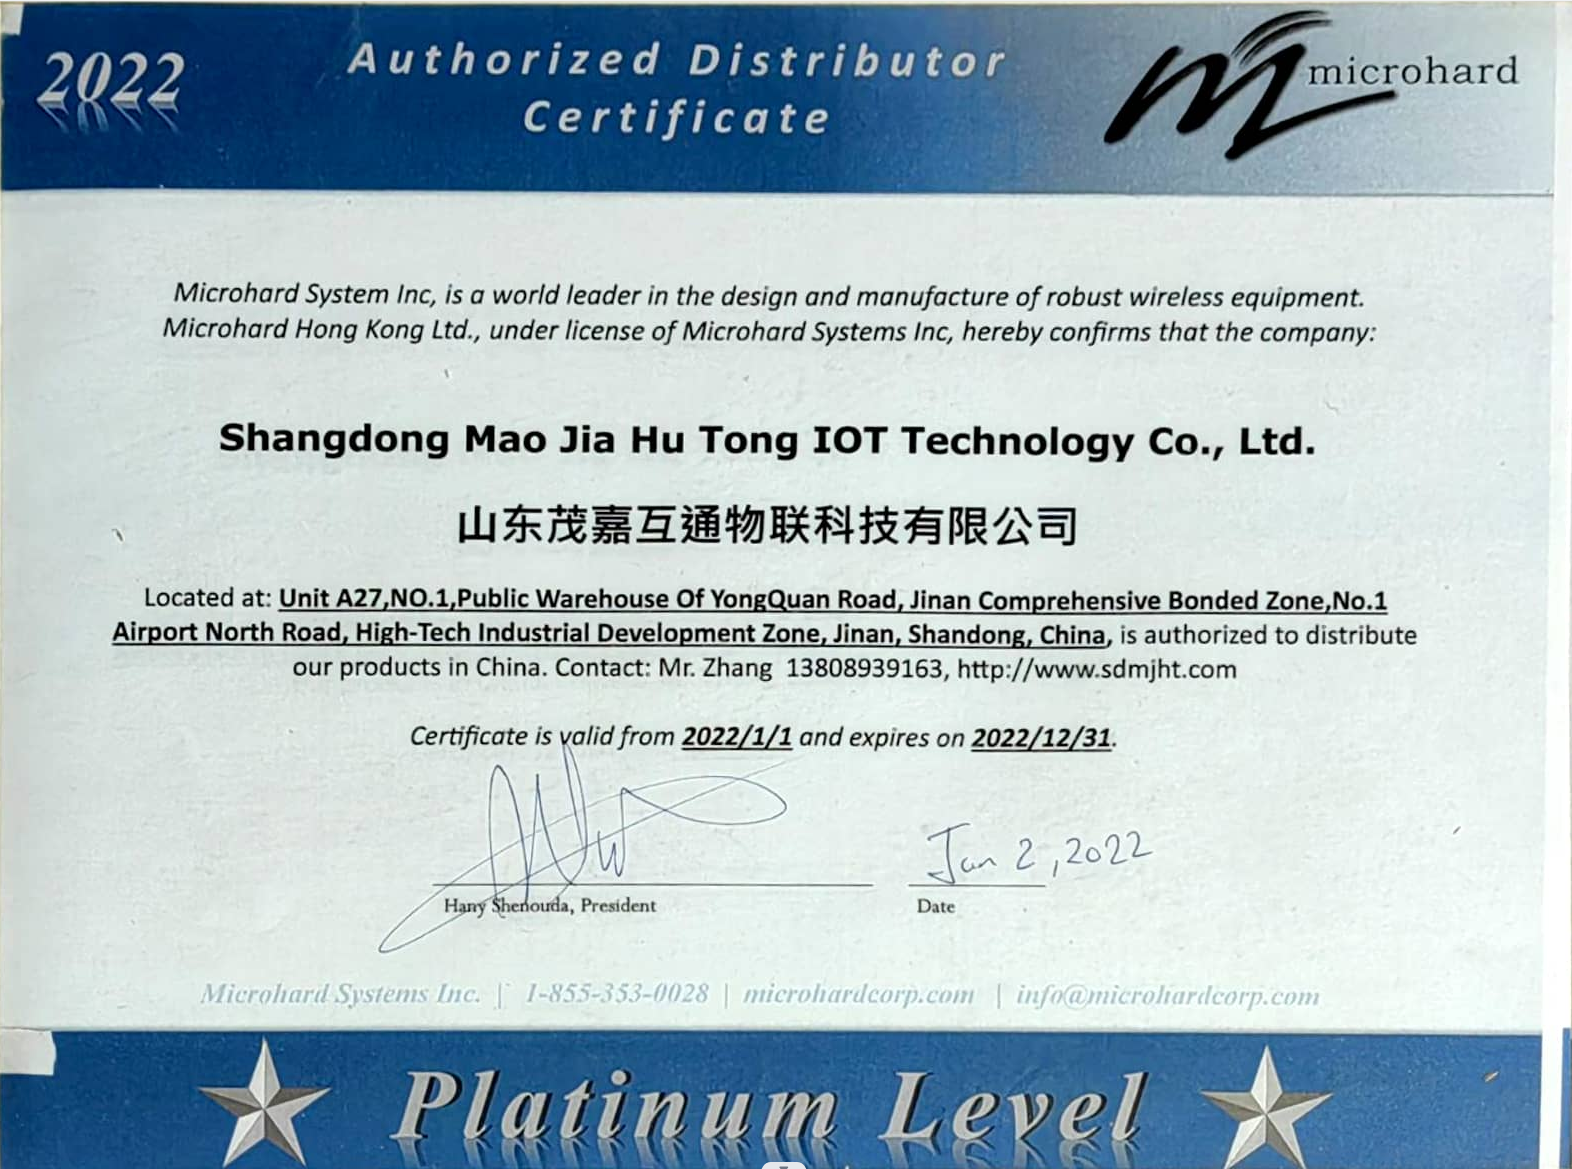 2022
Authorized Distributor
Certificate
microhard
Microhard System Inc, is a world leader in the design and manufacture of robust wireless equipment.
Microhard Hong Kong Ltd., under license of Microhard Systems Inc, hereby confirms that the company:
Shangdong Mao Jia Hu Tong IOT Technology Co., Ltd.
山东茂嘉互通物联科技有限公司
Located at: Unit A27,NO.1,Public Warehouse Of YongQuan Road, Jinan Comprehensive Bonded Zone,No.1
Airport North Road, High-Tech Industrial Development Zone, Jinan, Shandong, China, is authorized to distribute
our products in China. Contact: Mr. Zhang 13808939163, http://www.sdmjht.com
Certificate is valid from 2022/1/1 and expires on 2022/12/31.
Jan 2, 2022
Hany Shenouda, President
Date
Microhard Systems Inc. | 1-855-353-0028 | microhardcorp.com | info@microhardcorp.com
Platinum Level